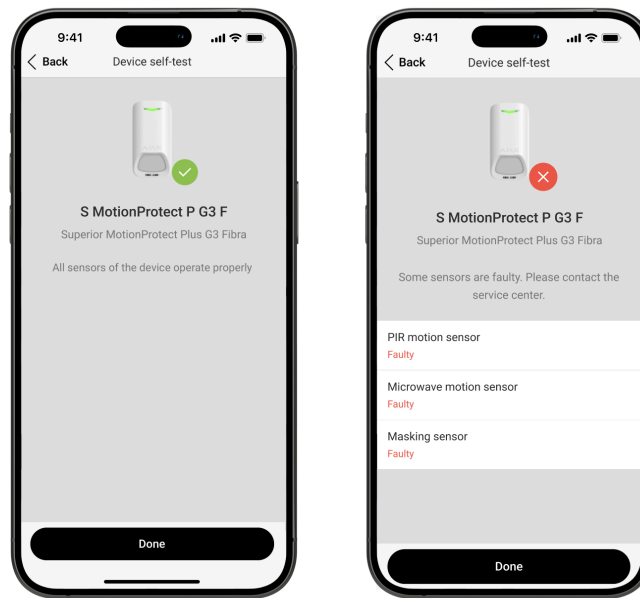 9:41
Back
Device self-test
S MotionProtect P G3 F
Superior MotionProtect Plus G3 Fibra
All sensors of the device operate properly
Done
9:41
Back
Device self-test
S MotionProtect P G3 F
Superior MotionProtect Plus G3 Fibra
Some sensors are faulty. Please contact the
service center.
PIR motion sensor
Faulty
Microwave motion sensor
Faulty
Masking sensor
Faulty
Done